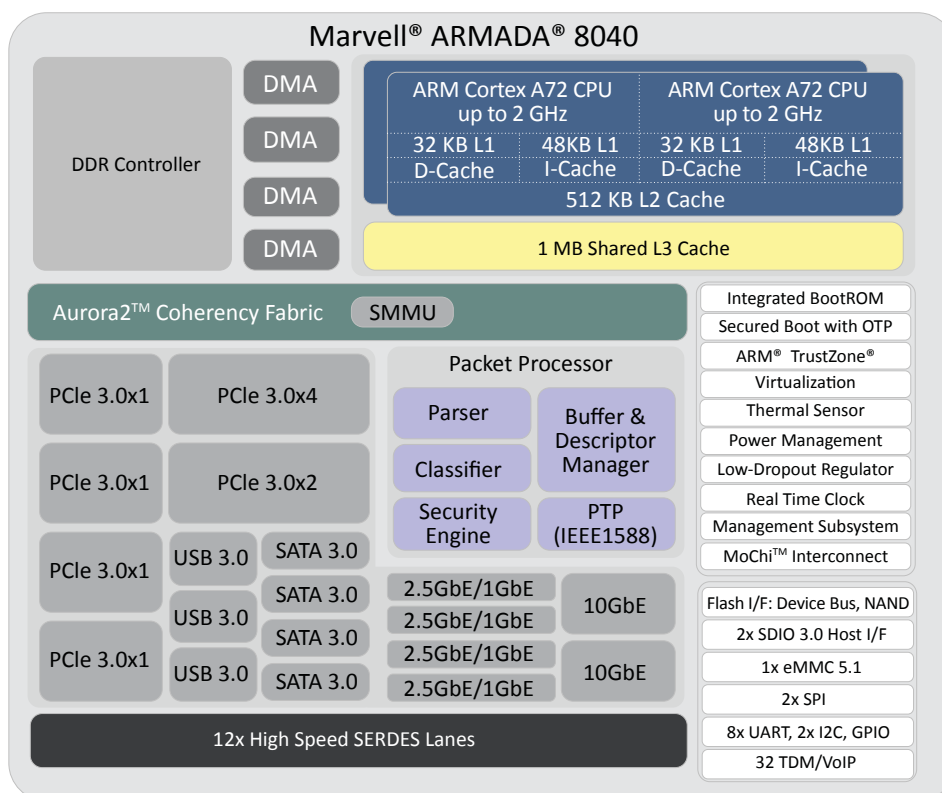 Marvell® ARMADA® 8040
DDR Controller
DMA
DMA
DMA
DMA
ARM Cortex A72 CPU
up to 2 GHz
ARM Cortex A72 CPU
up to 2 GHz
32 KB L1
D-Cache
48KB L1
I-Cache
32 KB L1
D-Cache
48KB L1
I-Cache
512 KB L2 Cache
1 MB Shared L3 Cache
Aurora2™ Coherency Fabric
SMMU
PCIe 3.0x1
PCIe 3.0x4
PCIe 3.0x1
PCIe 3.0x2
PCIe 3.0x1
PCIe 3.0x1
USB 3.0
USB 3.0
USB 3.0
SATA 3.0
SATA 3.0
SATA 3.0
SATA 3.0
Packet Processor
Parser
Classifier
Security
Engine
Buffer &
Descriptor
Manager
PTP
(IEEE1588)
2.5GbE/1GbE
2.5GbE/1GbE
2.5GbE/1GbE
2.5GbE/1GbE
10GbE
10GbE
12x High Speed SERDES Lanes
Integrated BootROM
Secured Boot with OTP
ARM® TrustZone®
Virtualization
Thermal Sensor
Power Management
Low-Dropout Regulator
Real Time Clock
Management Subsystem
MoChi™ Interconnect
Flash I/F: Device Bus, NAND
2x SDIO 3.0 Host I/F
1x eMMC 5.1
2x SPI
8x UART, 2x I2C, GPIO
32 TDM/VoIP